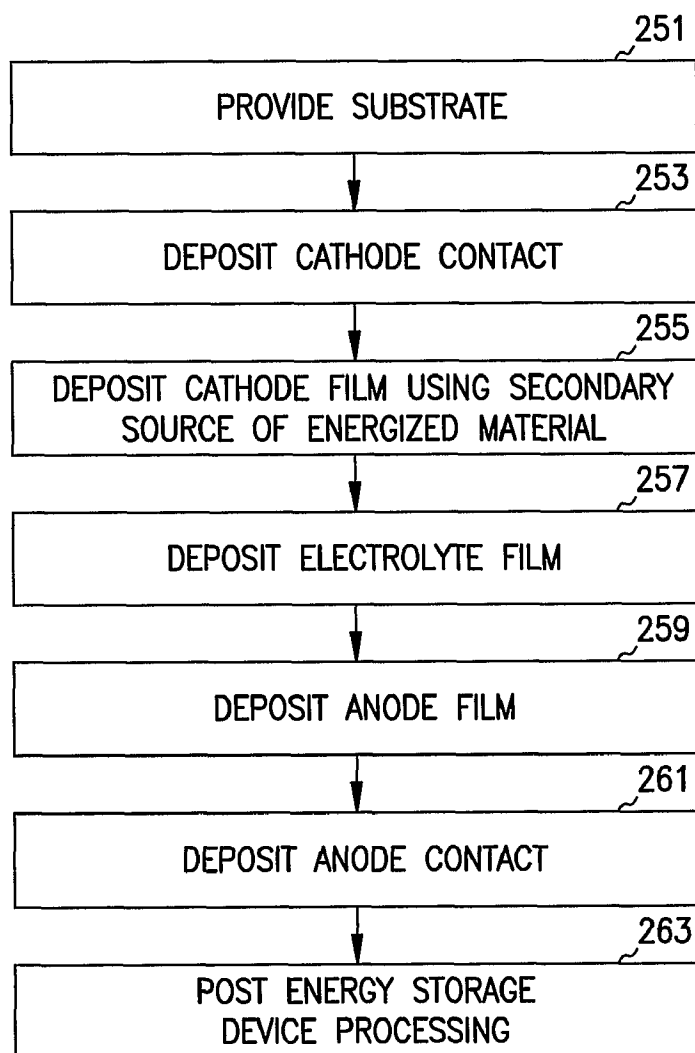 251
PROVIDE SUBSTRATE
253
DEPOSIT CATHODE CONTACT
255
DEPOSIT CATHODE FILM USING SECONDARY
SOURCE OF ENERGIZED MATERIAL
257
DEPOSIT ELECTROLYTE FILM
259
DEPOSIT ANODE FILM
261
DEPOSIT ANODE CONTACT
263
POST ENERGY STORAGE
DEVICE PROCESSING